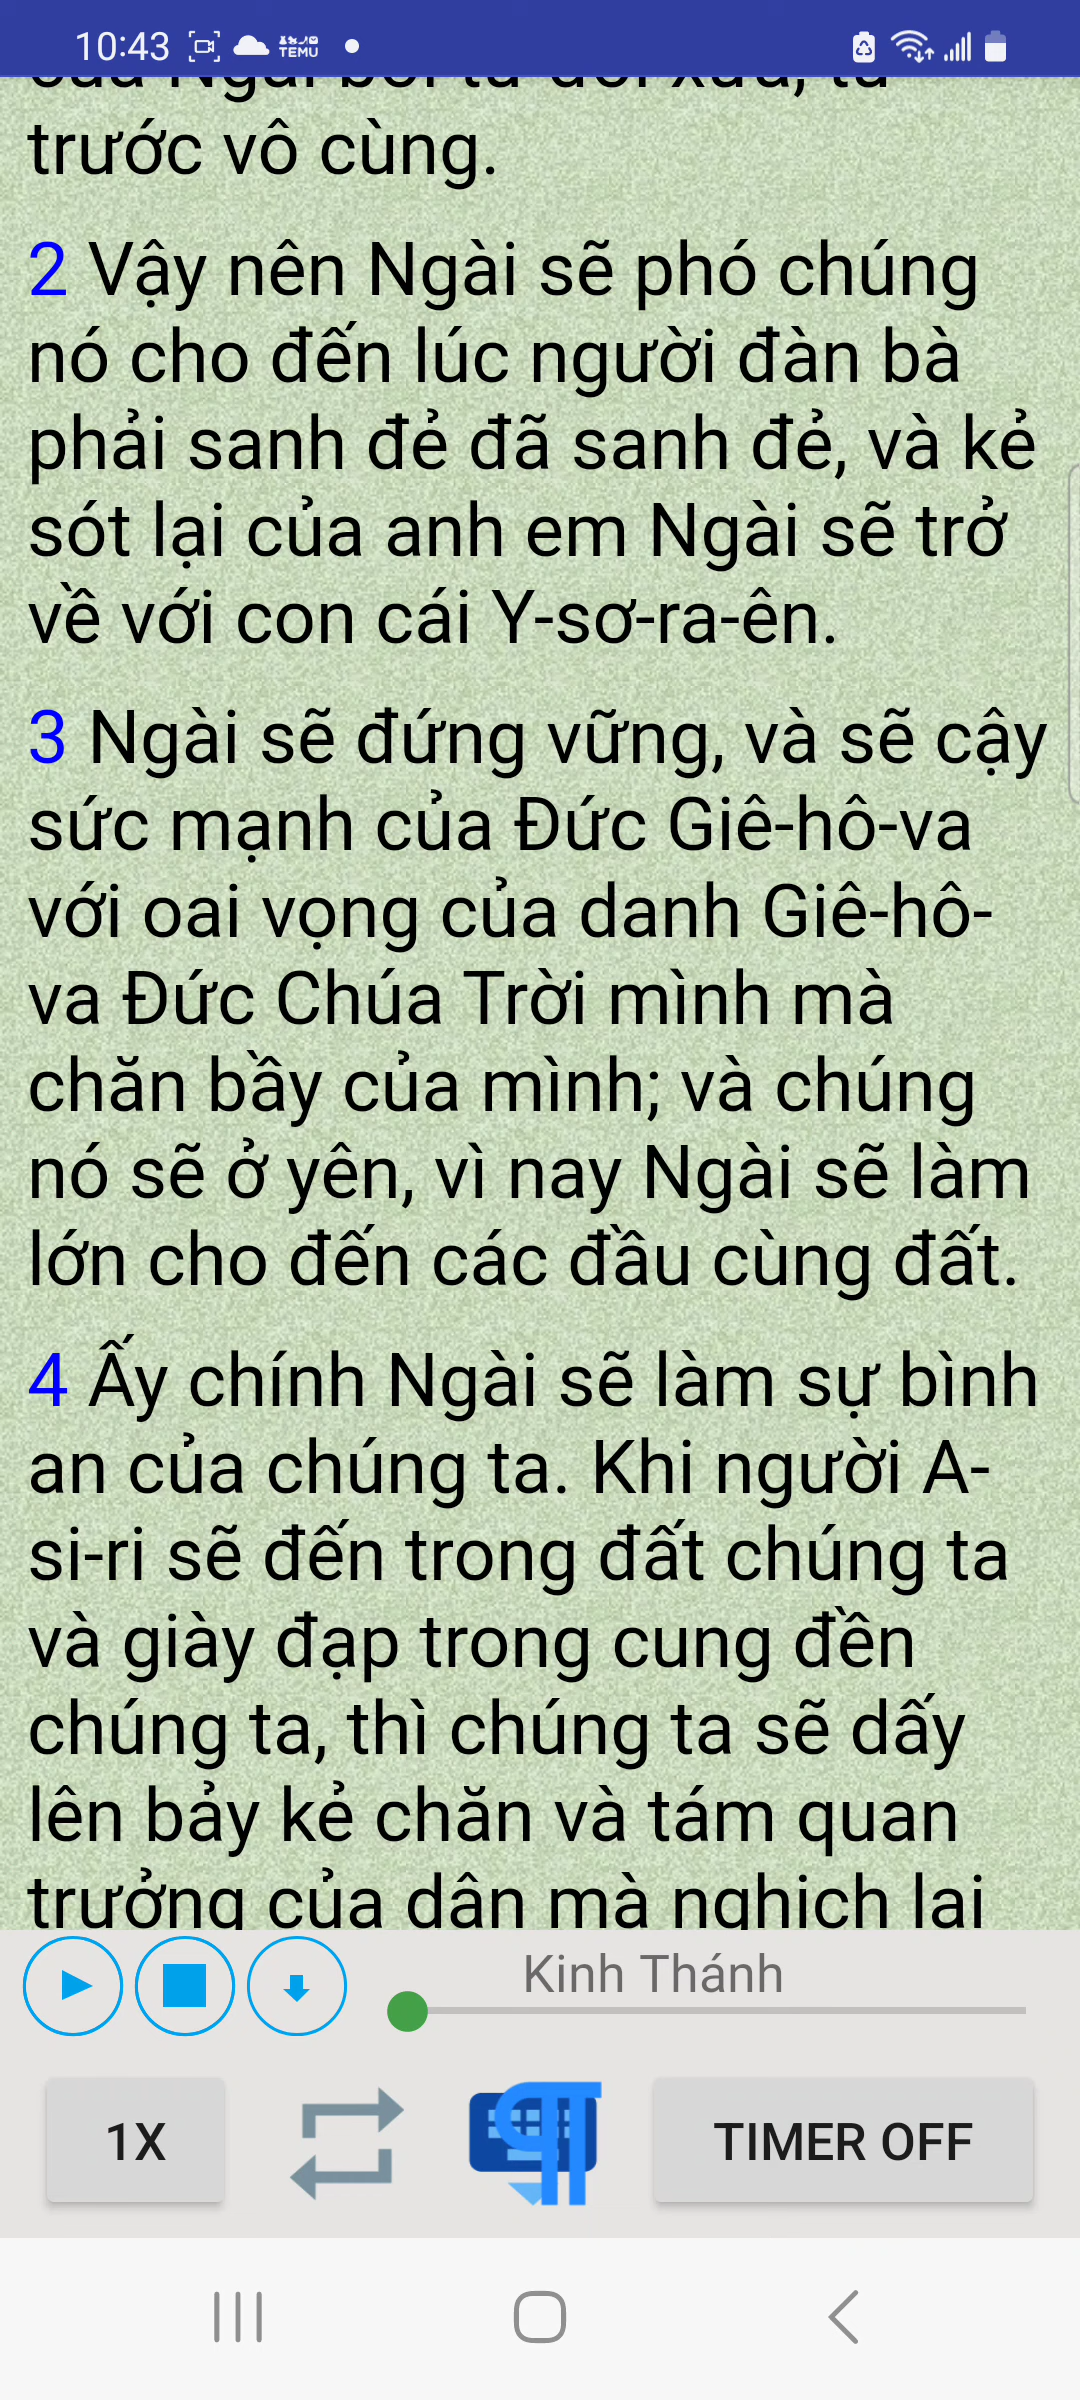 10:43
TEMU
trước vô cùng.
2 Vậy nên Ngài sẽ phó chúng
nó cho đến lúc người đàn bà
phải sanh đẻ đã sanh đẻ, và kẻ
sót lại của anh em Ngài sẽ trở
về với con cái Y-sơ-ra-ên.
3 Ngài sẽ đứng vững, và sẽ cậy
sức mạnh của Đức Giê-hô-va
với oai vọng của danh Giê-hô-
va Đức Chúa Trời mình mà
chăn bầy của mình; và chúng
nó sẽ ở yên, vì nay Ngài sẽ làm
lớn cho đến các đầu cùng đất.
4 Ấy chính Ngài sẽ làm sự bình
an của chúng ta. Khi người A-
si-ri sẽ đến trong đất chúng ta
và giày đạp trong cung đền
chúng ta, thì chúng ta sẽ dấy
lên bảy kẻ chăn và tám quan
trưởng của dân mà nghịch lại
Kinh Thánh
1X
TIMER OFF